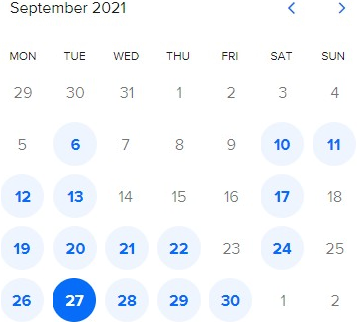 September 2021
MON TUE WED THU FRI SAT SUN
29 30 31 1 2 3 4
5 6 7 8 9 10 11
12 13 14 15 16 17 18
19 20 21 22 23 24 25
26 27 28 29 30 1 2